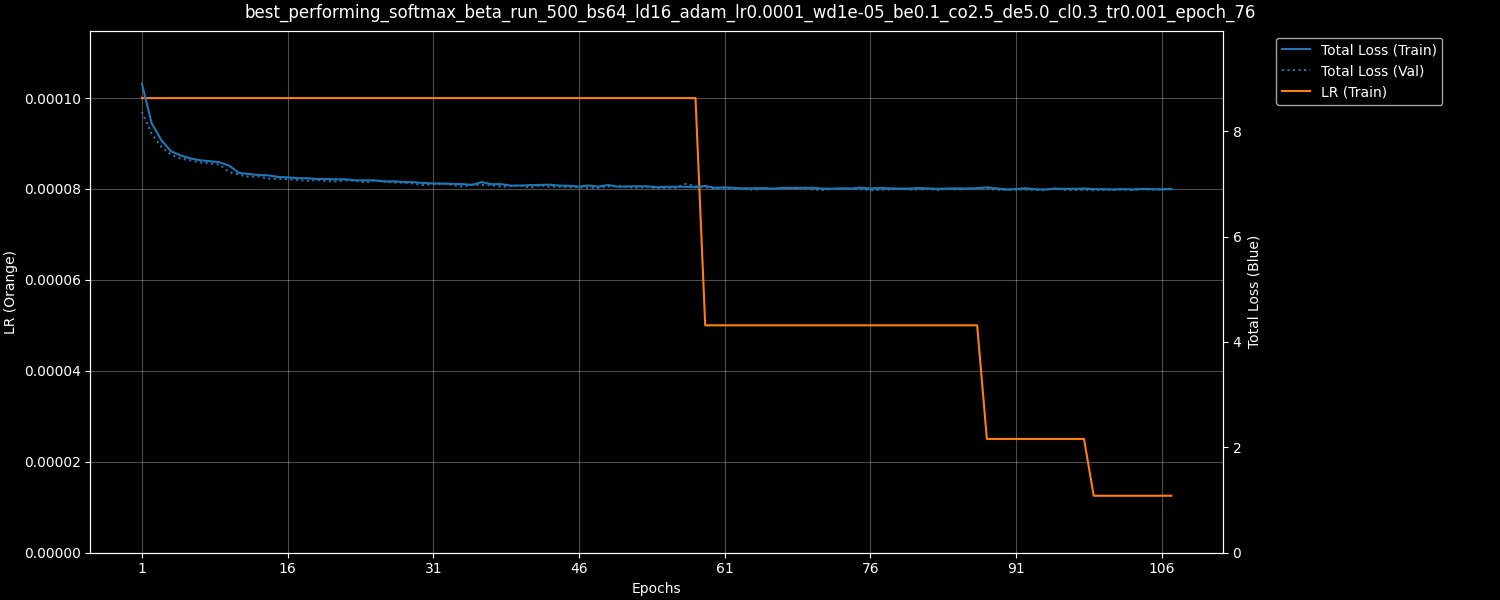 best_performing_softmax_beta_run_500_bs64_ld16_adam_lr0.0001_wd1e-05_be0.1_co2.5_de5.0_cl0.3_tr0.001_epoch_76
Total Loss (Train)
Total Loss (Val)
LR (Train)
LR (Orange)
0.00010
0.00008
0.00006
0.00004
0.00002
0.00000
Total Loss (Blue)
8
6
4
2
0
1 16 31 46 61 76 91 106
Epochs